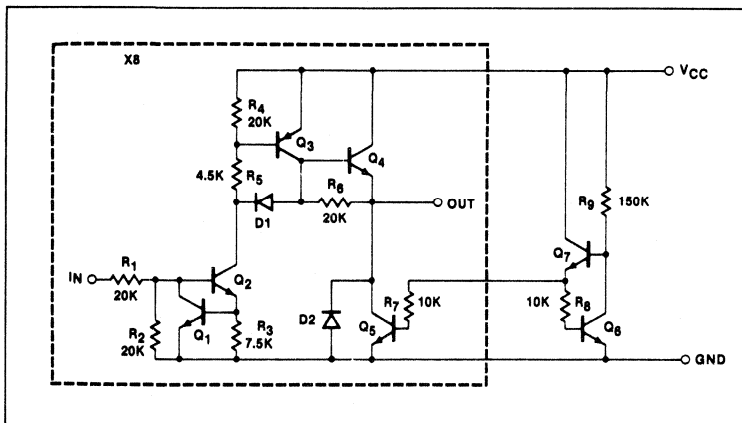 X8
VCC
R4
20K
Q3
Q4
4.5K
R5
D1
R6
20K
OUT
R9
150K
Q7
IN
R1
20K
Q2
R7
10K
10K
R8
D2
Q5
Q6
R2
20K
Q1
R3
7.5K
GND